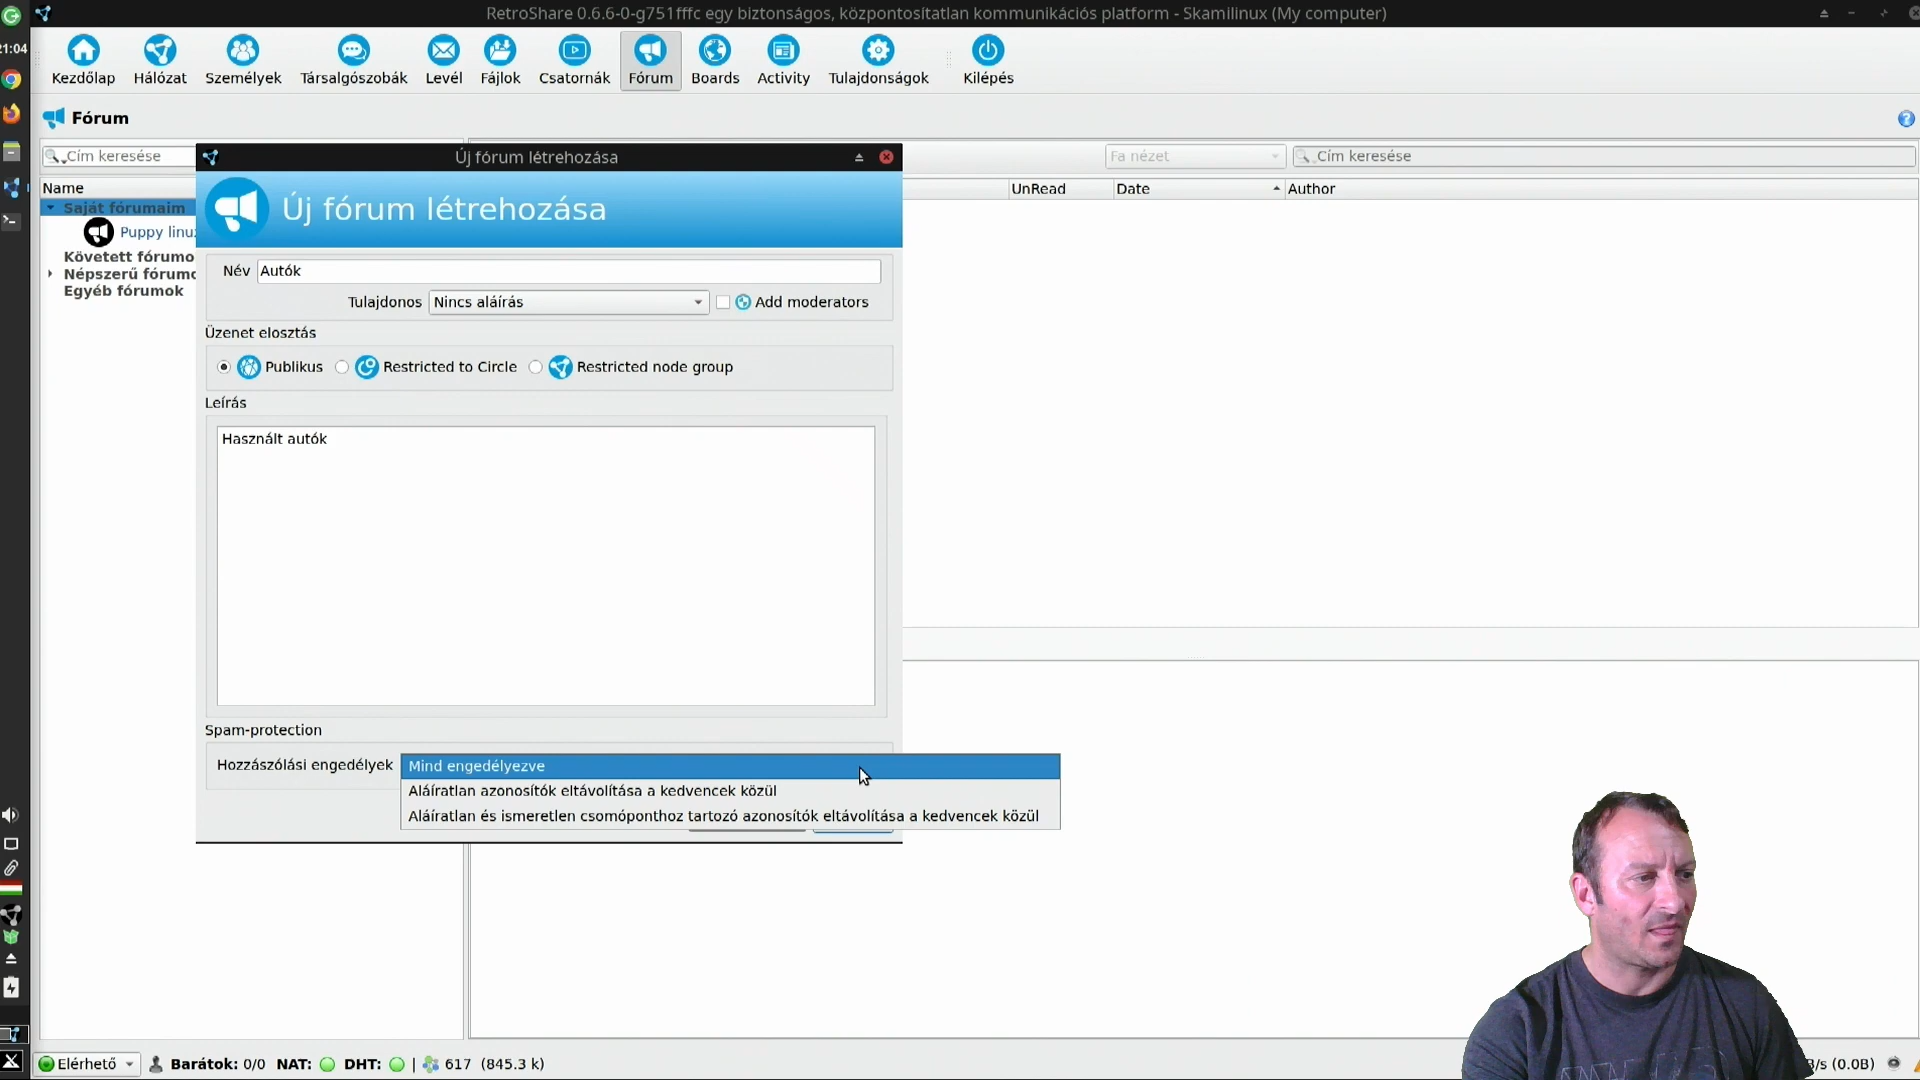 RetroShare 0.6.6-0-g751fffc egy biztonságos, központosítatlan kommunikációs platform - Skamilinux (My computer)
21:04
Kezdőlap Hálózat Személyek Társalgószobák Levél Fájlok Csatornák Fórum Boards Activity Tulajdonságok Kilépés
Fórum
Cím keresése
Új fórum létrehozása
Fa nézet
Cím keresése
Name
UnRead Date Author
Saját fórumaim
Puppy linu
Követett fórumo
Népszerű fórumo
Egyéb fórumok
Új fórum létrehozása
Név Autók
Tulajdonos Nincs aláírás Add moderators
Üzenet elosztás
Publikus Restricted to Circle Restricted node group
Leírás
Használt autók
Spam-protection
Hozzászólási engedélyek Mind engedélyezve
Aláíratlan azonosítók eltávolítása a kedvencek közül
Aláíratlan és ismeretlen csomóponthoz tartozó azonosítók eltávolítása a kedvencek közül
Elérhető Barátok: 0/0 NAT: DHT: | 617 (845.3 k)
B/s (0.0B)